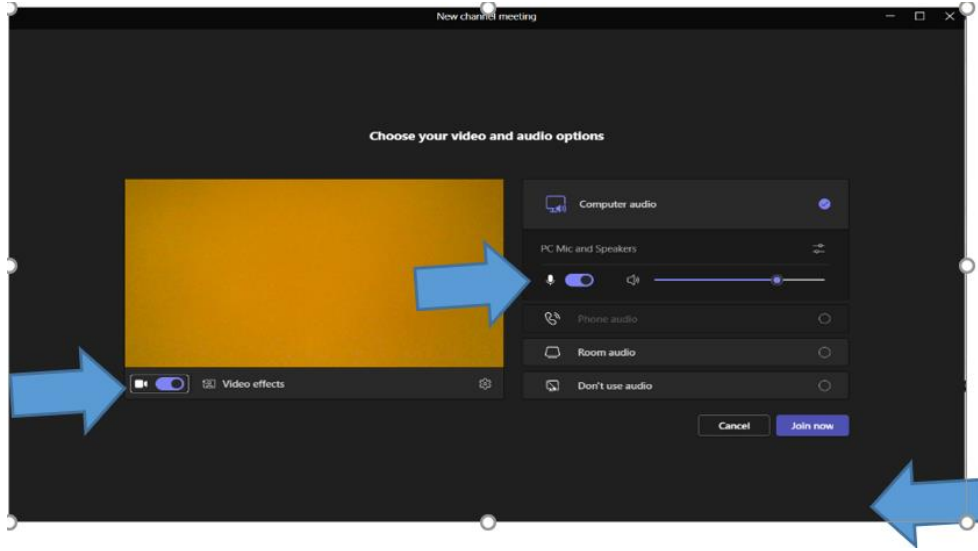 New channel meeting
Choose your video and audio options
Computer audio
PC Mic and Speakers
Phone audio
Room audio
Don't use audio
Video effects
Cancel
Join now